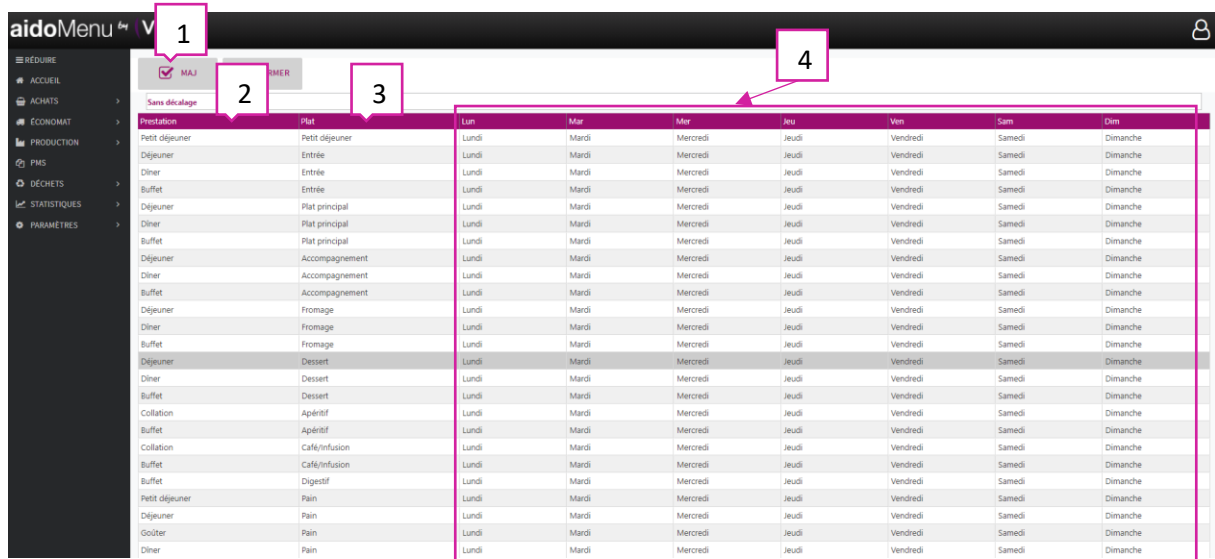 aidoMenu by V
1
4
RÉDUIRE
ACCUEIL
ACHATS
ÉCONOMAT
PRODUCTION
PMS
DÉCHETS
STATISTIQUES
PARAMÈTRES
MAJ RMER
2
3
Sans décalage
Prestation Plat Lun Mar Mer Jeu Ven Sam Dim
Petit déjeuner Petit déjeuner Lundi Mardi Mercredi Jeudi Vendredi Samedi Dimanche
Déjeuner Entrée Lundi Mardi Mercredi Jeudi Vendredi Samedi Dimanche
Dîner Entrée Lundi Mardi Mercredi Jeudi Vendredi Samedi Dimanche
Buffet Entrée Lundi Mardi Mercredi Jeudi Vendredi Samedi Dimanche
Déjeuner Plat principal Lundi Mardi Mercredi Jeudi Vendredi Samedi Dimanche
Dîner Plat principal Lundi Mardi Mercredi Jeudi Vendredi Samedi Dimanche
Buffet Plat principal Lundi Mardi Mercredi Jeudi Vendredi Samedi Dimanche
Déjeuner Accompagnement Lundi Mardi Mercredi Jeudi Vendredi Samedi Dimanche
Dîner Accompagnement Lundi Mardi Mercredi Jeudi Vendredi Samedi Dimanche
Buffet Accompagnement Lundi Mardi Mercredi Jeudi Vendredi Samedi Dimanche
Déjeuner Fromage Lundi Mardi Mercredi Jeudi Vendredi Samedi Dimanche
Dîner Fromage Lundi Mardi Mercredi Jeudi Vendredi Samedi Dimanche
Buffet Fromage Lundi Mardi Mercredi Jeudi Vendredi Samedi Dimanche
Déjeuner Dessert Lundi Mardi Mercredi Jeudi Vendredi Samedi Dimanche
Dîner Dessert Lundi Mardi Mercredi Jeudi Vendredi Samedi Dimanche
Buffet Dessert Lundi Mardi Mercredi Jeudi Vendredi Samedi Dimanche
Collation Apéritif Lundi Mardi Mercredi Jeudi Vendredi Samedi Dimanche
Buffet Apéritif Lundi Mardi Mercredi Jeudi Vendredi Samedi Dimanche
Collation Café/Infusion Lundi Mardi Mercredi Jeudi Vendredi Samedi Dimanche
Buffet Café/Infusion Lundi Mardi Mercredi Jeudi Vendredi Samedi Dimanche
Buffet Digestif Lundi Mardi Mercredi Jeudi Vendredi Samedi Dimanche
Petit déjeuner Pain Lundi Mardi Mercredi Jeudi Vendredi Samedi Dimanche
Déjeuner Pain Lundi Mardi Mercredi Jeudi Vendredi Samedi Dimanche
Goûter Pain Lundi Mardi Mercredi Jeudi Vendredi Samedi Dimanche
Dîner Pain Lundi Mardi Mercredi Jeudi Vendredi Samedi Dimanche